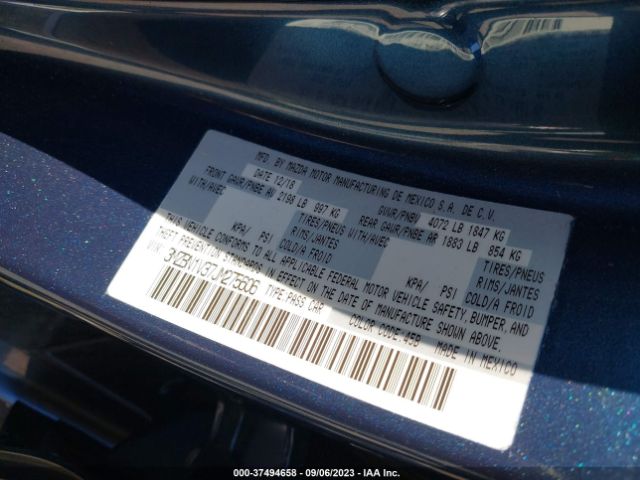 MFD. BY MAZDA MOTOR MANUFACTURING DE MEXICO S.A. DE C.V.
DATE 12/18 GVWR/PNBV 4072 LB 1847 KG
FRONT GAWR/PNBE AV 2198 LB 997 KG REAR GAWR/PNBE AR 1883 LB 854 KG
WITH/AVEC TIRES/PNEUS WITH/AVEC TIRES/PNEUS
RIMS/JANTES RIMS/JANTES
KPA/ PSI COLD/A FROID KPA/ PSI COLD/A FROID
THIS VEHICLE CONFORMS TO ALL APPLICABLE FEDERAL MOTOR VEHICLE SAFETY, BUMPER, AND
THEFT PREVENTION STANDARDS IN EFFECT ON THE DATE OF MANUFACTURE SHOWN ABOVE.
VIN: TYPE PASS CAR COLOR CODE:45B MADE IN MEXICO
000-37494658 - 09/06/2023 - IAA Inc.